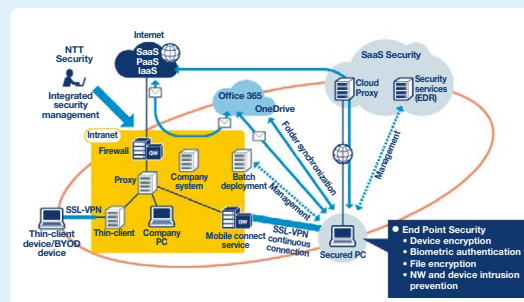 Internet
SaaS
PaaS
IaaS
NTT
Security
Integrated
security
management
Office 365
OneDrive
SaaS Security
Cloud
Proxy
Security
services
(EDR)
Intranet
Firewall
GW
Proxy
Company
system
Batch
deployment
Folder synchronization
Management
Management
SSL-VPN
Thin-client
device/BYOD
device
Thin-client
Company
PC
GW
Mobile connect
service
SSL-VPN
continuous
connection
Secured PC
● End Point Security
• Device encryption
• Biometric authentication
• File encryption
• NW and device intrusion
prevention